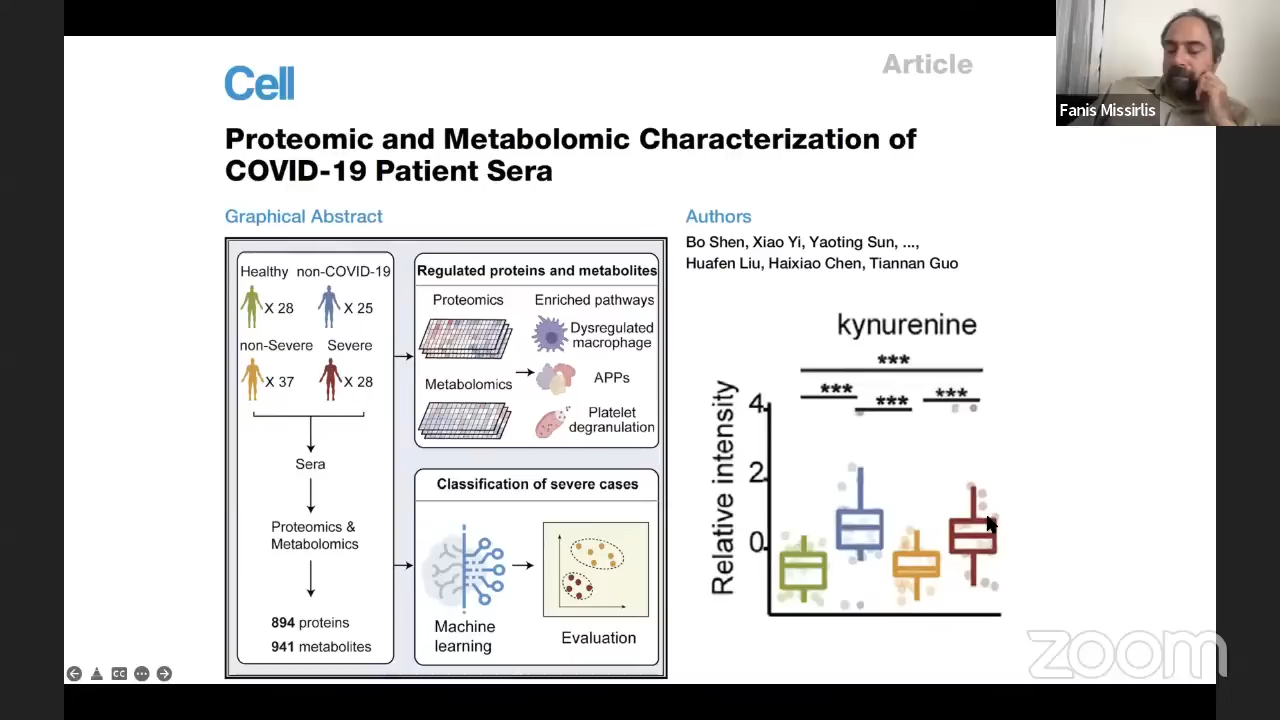 Fanis Missirlis
Cell
Article
Proteomic and Metabolomic Characterization of
COVID-19 Patient Sera
Graphical Abstract
Healthy non-COVID-19
X 28
X 25
non-Severe Severe
X 37
X 28
Sera
Proteomics &
Metabolomics
894 proteins
941 metabolites
Regulated proteins and metabolites
Proteomics
Enriched pathways
Dysregulated
macrophage
Metabolomics
APPs
Platelet
degranulation
Classification of severe cases
Machine
learning
Evaluation
Authors
Bo Shen, Xiao Yi, Yaoting Sun, ...,
Huafen Liu, Haixiao Chen, Tiannan Guo
kynurenine
***
*** *** ***
Relative intensity
4
2
0
CC
zoom